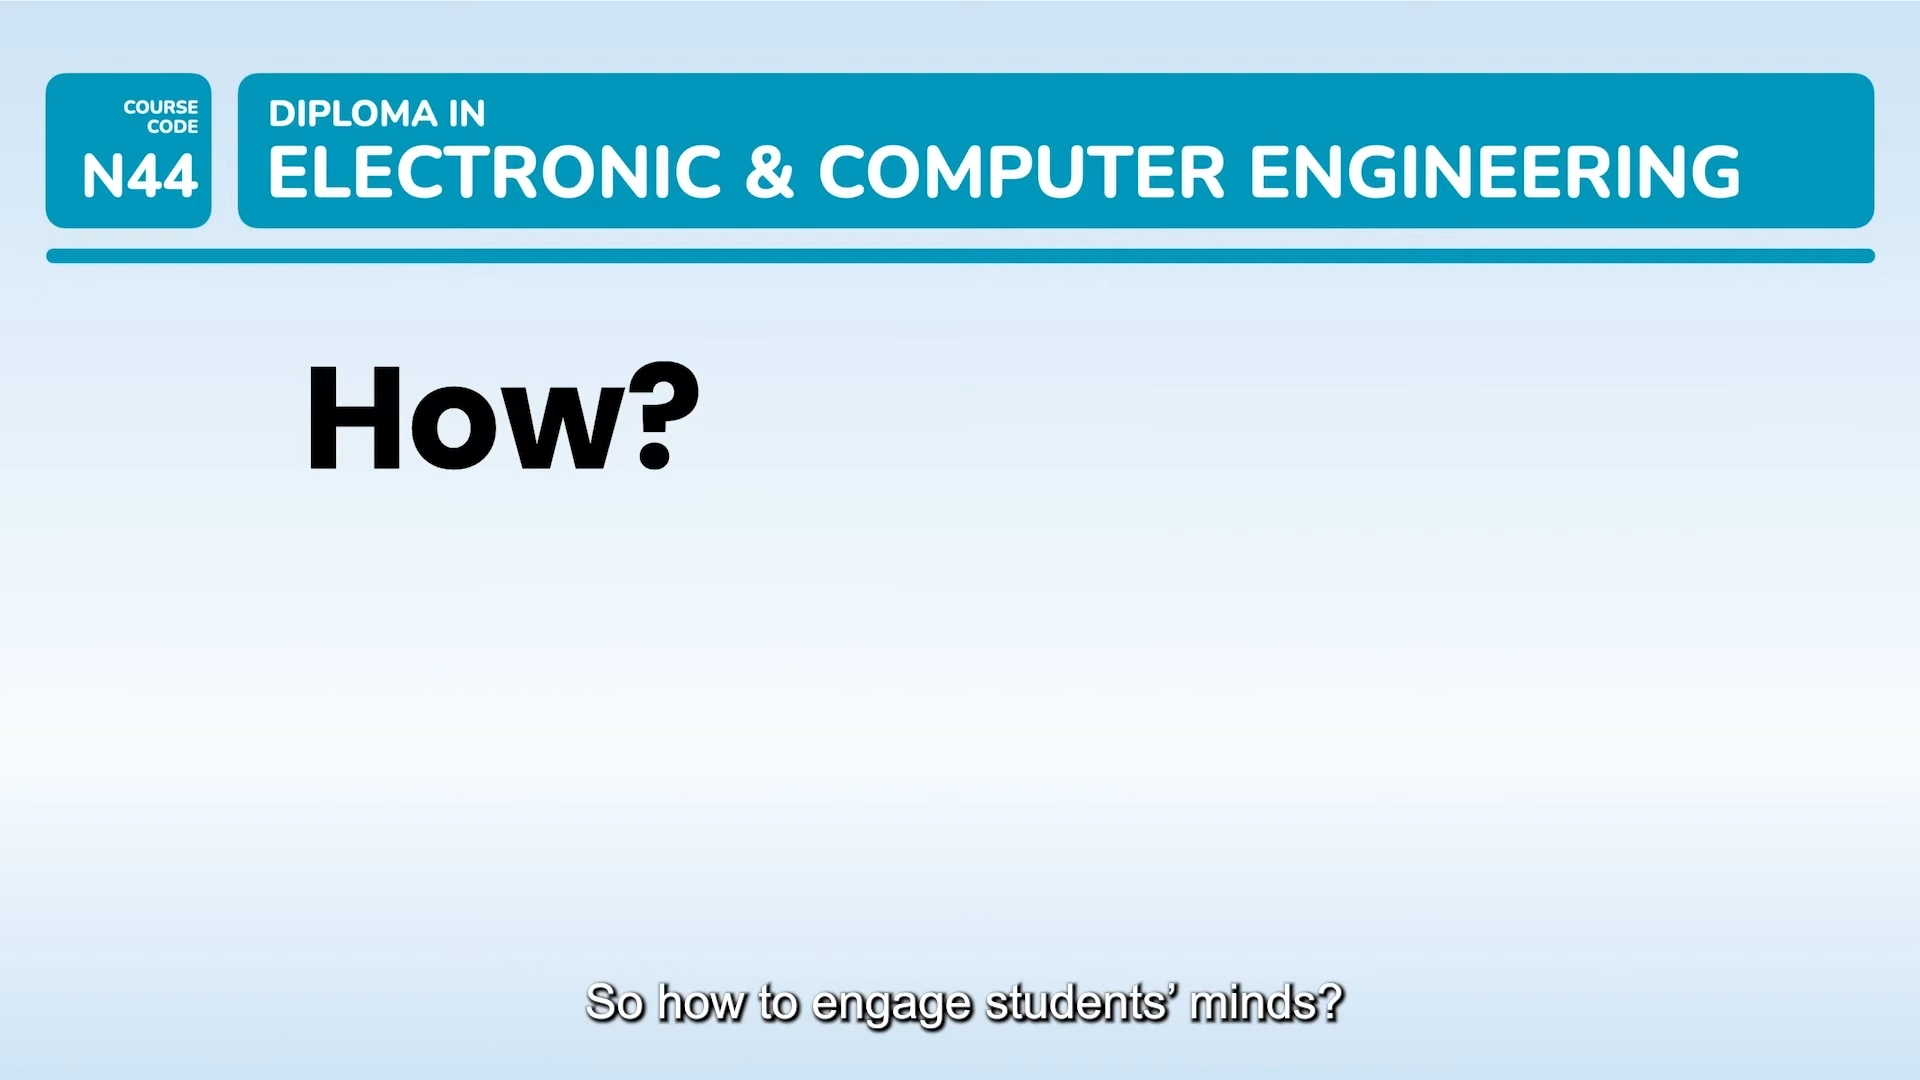 COURSE
CODE
N44
DIPLOMA IN
ELECTRONIC & COMPUTER ENGINEERING
How?
So how to engage students’ minds?